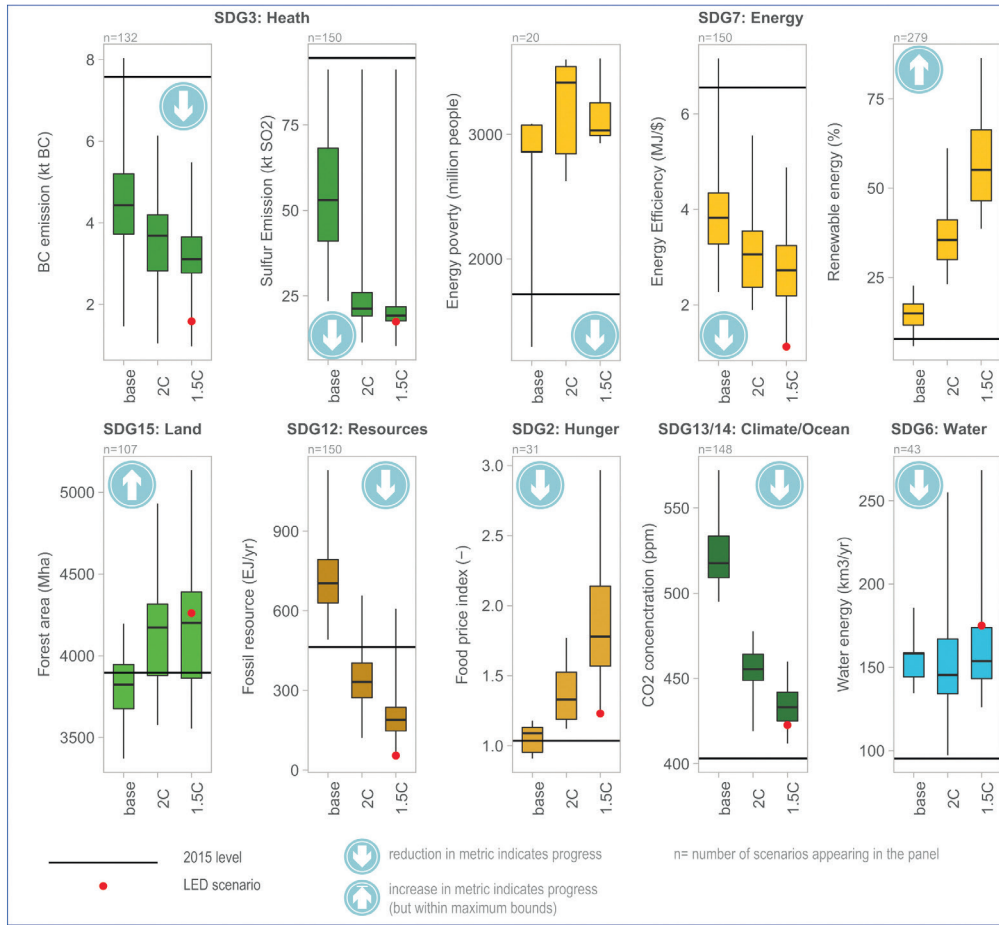 SDG3: Heath
SDG7: Energy
n=132
BC emission (kt BC)
8
6
4
2
base
2C
1.5C
n=150
Sulfur Emission (kt SO2)
75
50
25
base
2C
1.5C
n=20
Energy poverty (million people)
3000
2000
base
2C
1.5C
n=150
Energy Efficiency (MJ/$)
6
4
2
base
2C
1.5C
n=279
Renewable energy (%)
75
50
25
base
2C
1.5C
SDG15: Land
n=107
Forest area (Mha)
5000
4500
4000
3500
base
2C
1.5C
SDG12: Resources
n=150
Fossil resource (EJ/yr)
900
600
300
0
base
2C
1.5C
SDG2: Hunger
n=31
Food price index (−)
3.0
2.5
2.0
1.5
1.0
base
2C
1.5C
SDG13/14: Climate/Ocean
n=148
CO2 concenctration (ppm)
550
500
450
400
base
2C
1.5C
SDG6: Water
n=43
Water energy (km3/yr)
250
200
150
100
base
2C
1.5C
2015 level
LED scenario
reduction in metric indicates progress
increase in metric indicates progress
(but within maximum bounds)
n= number of scenarios appearing in the panel